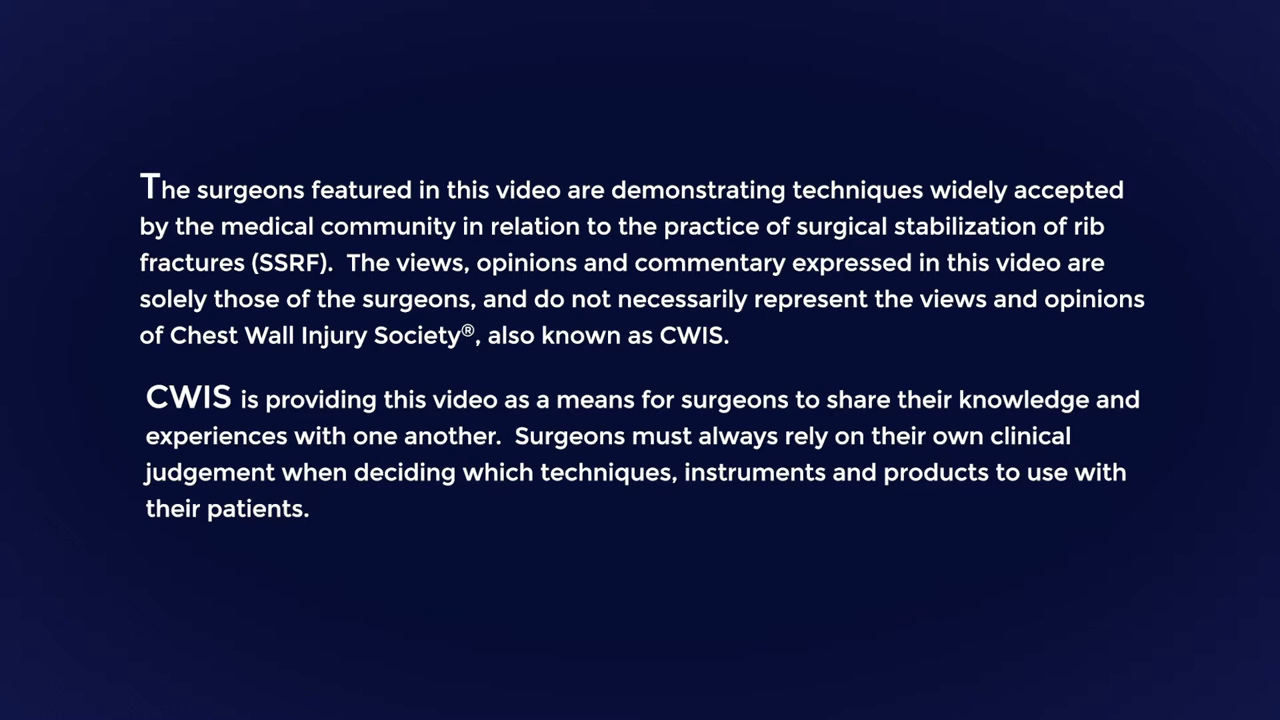 The surgeons featured in this video are demonstrating techniques widely accepted
by the medical community in relation to the practice of surgical stabilization of rib
fractures (SSRF).  The views, opinions and commentary expressed in this video are
solely those of the surgeons, and do not necessarily represent the views and opinions
of Chest Wall Injury Society®, also known as CWIS.
CWIS is providing this video as a means for surgeons to share their knowledge and
experiences with one another.  Surgeons must always rely on their own clinical
judgement when deciding which techniques, instruments and products to use with
their patients.